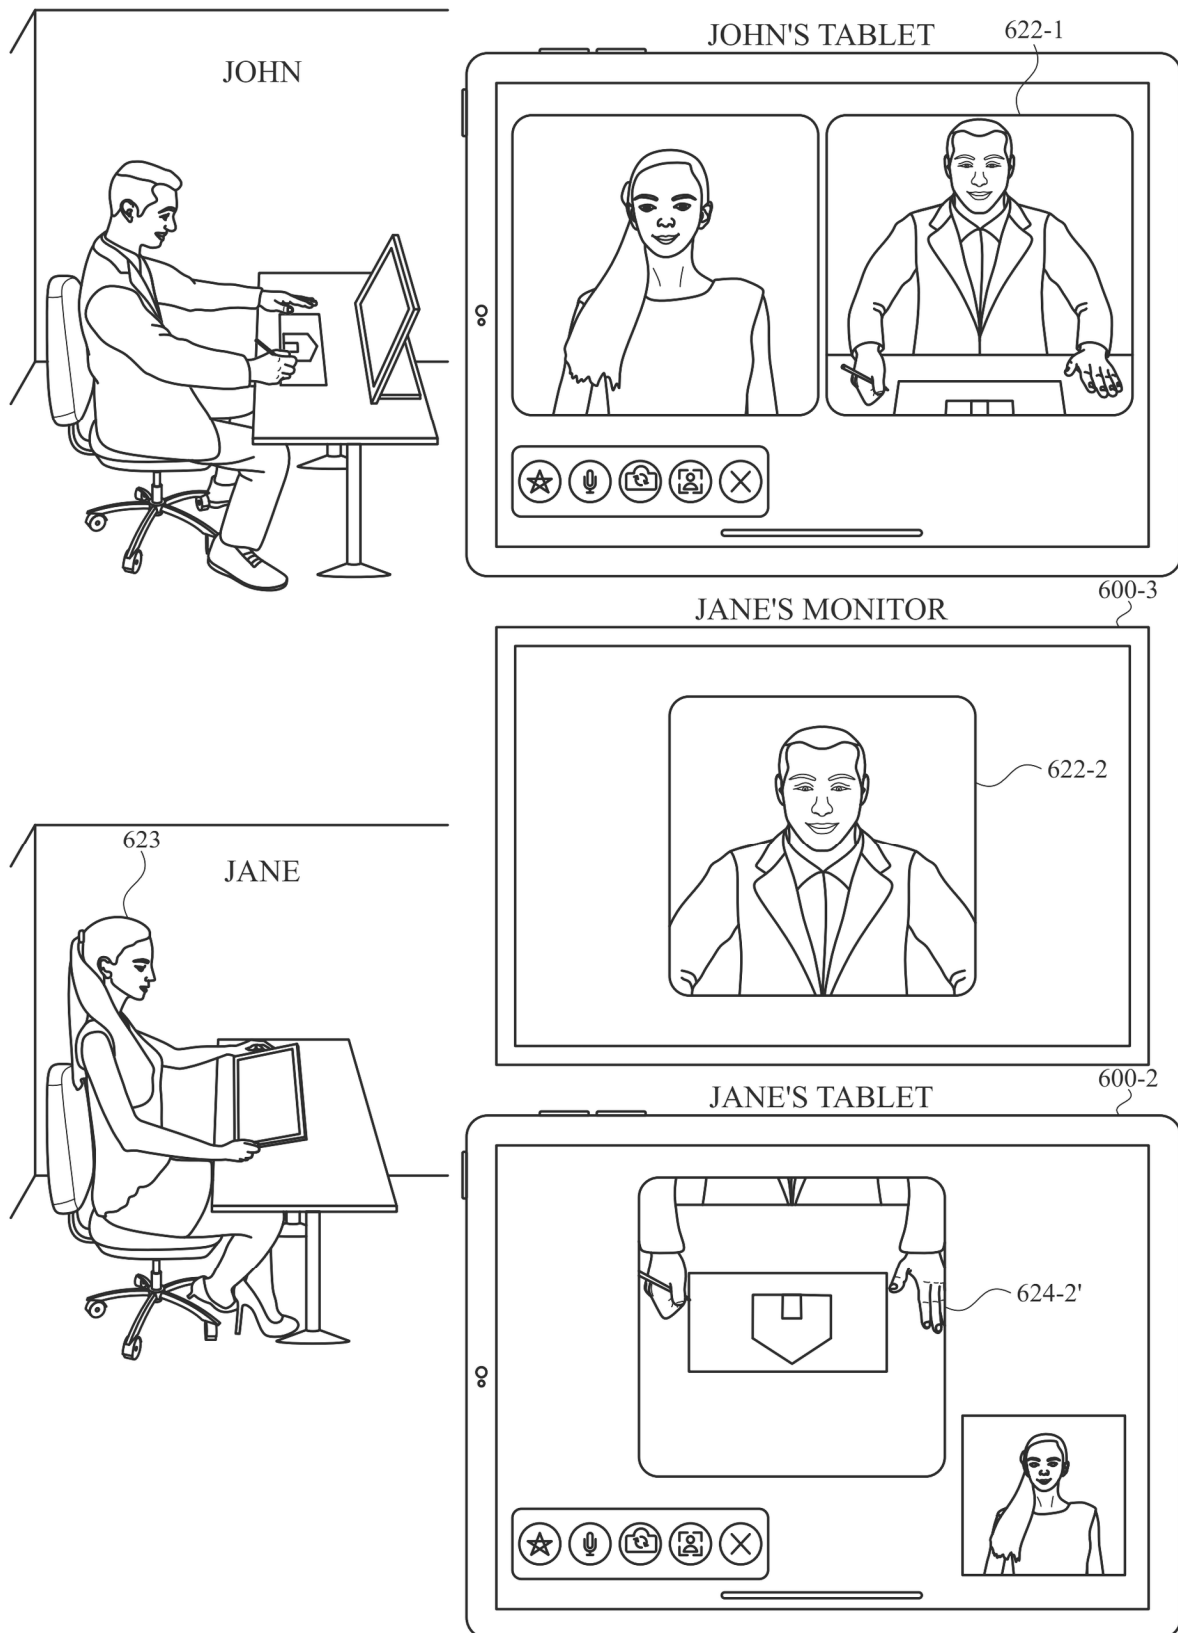 JOHN'S TABLET
622-1
JOHN
600-3
JANE'S MONITOR
622-2
623
JANE
600-2
JANE'S TABLET
624-2'